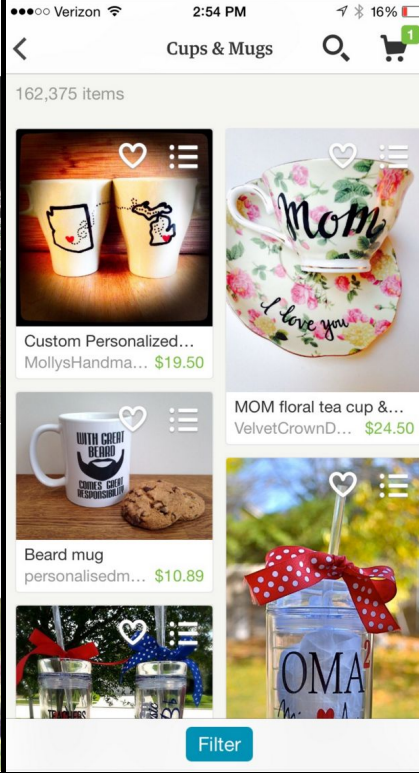 Verizon 2:54 PM 16%
1
Cups & Mugs
162,375 items
Custom Personalized...
MollysHandma... $19.50
Mom
I love you
MOM floral tea cup &...
VelvetCrownD... $24.50
WITH GREAT
BEARD
COMES GREAT
RESPONSIBILITY
Beard mug
personalisedm... $10.89
TEACHERS
OMA
2
Filter